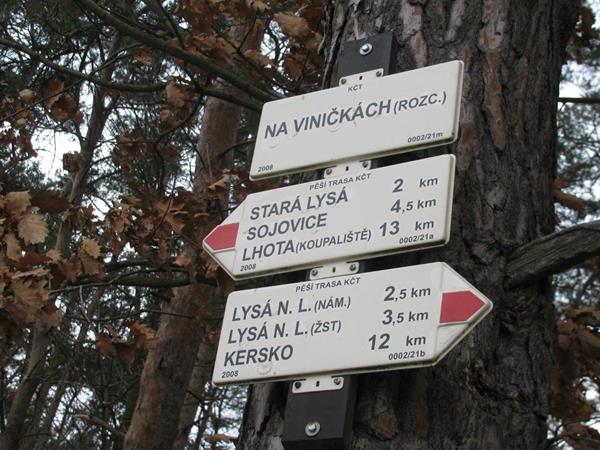 KČT
NA VINIČKÁCH (ROZC.)
2008 0002/21m
PĚŠÍ TRASA KČT
STARÁ LYSÁ 2 km
SOJOVICE 4,5 km
LHOTA (KOUPALIŠTĚ) 13 km
2008 0002/21a
PĚŠÍ TRASA KČT
LYSÁ N. L. (NÁM.) 2,5 km
LYSÁ N. L. (ŽST) 3,5 km
KERSKO 12 km
2008 0002/21b